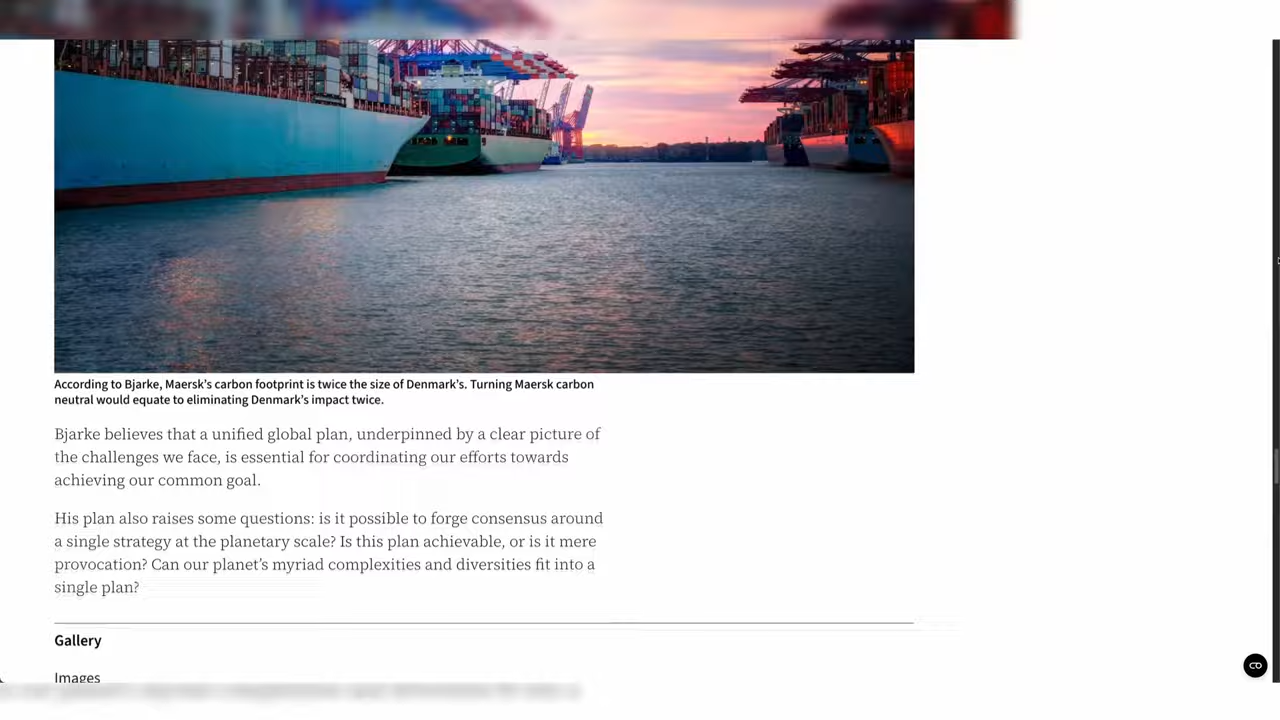 According to Bjarke, Maersk’s carbon footprint is twice the size of Denmark’s. Turning Maersk carbon
neutral would equate to eliminating Denmark’s impact twice.
Bjarke believes that a unified global plan, underpinned by a clear picture of
the challenges we face, is essential for coordinating our efforts towards
achieving our common goal.
His plan also raises some questions: is it possible to forge consensus around
a single strategy at the planetary scale? Is this plan achievable, or is it mere
provocation? Can our planet’s myriad complexities and diversities fit into a
single plan?
Gallery
Images